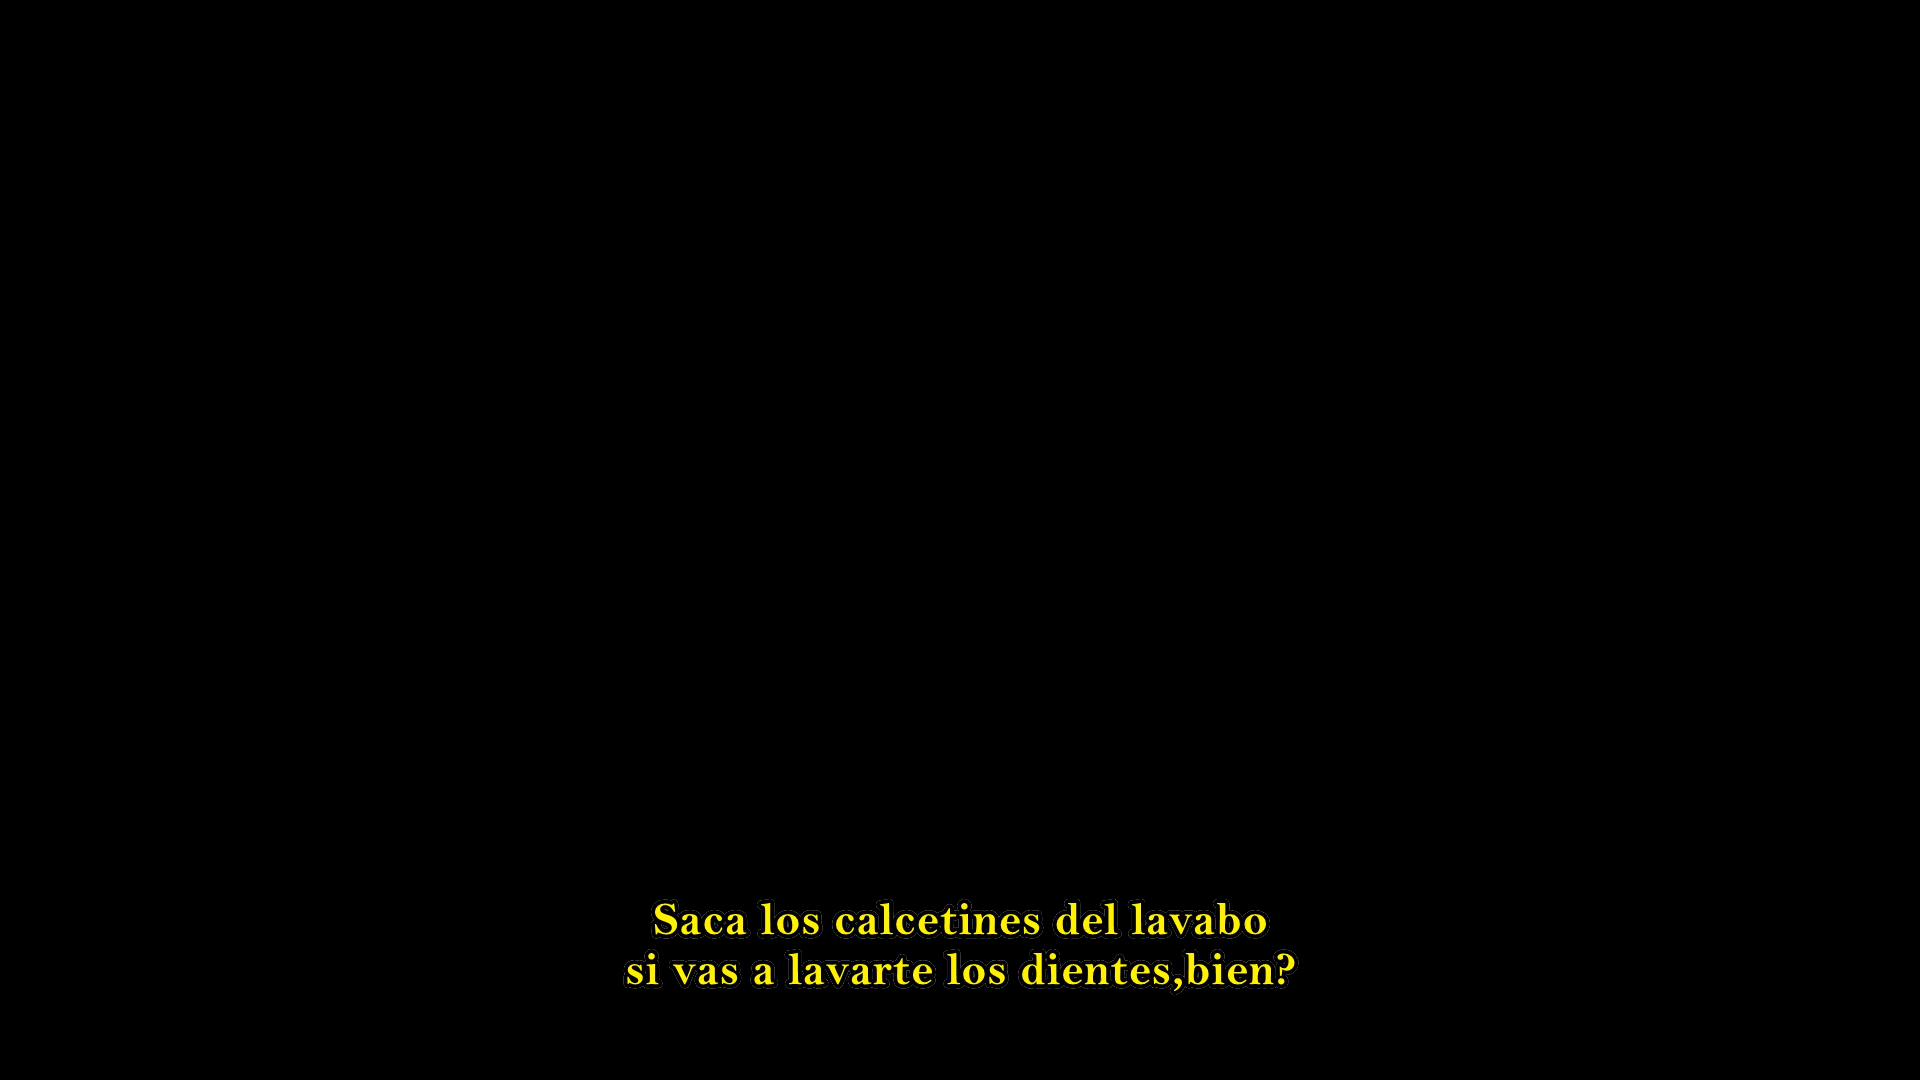 Saca los calcetines del lavabo
si vas a lavarte los dientes,bien?